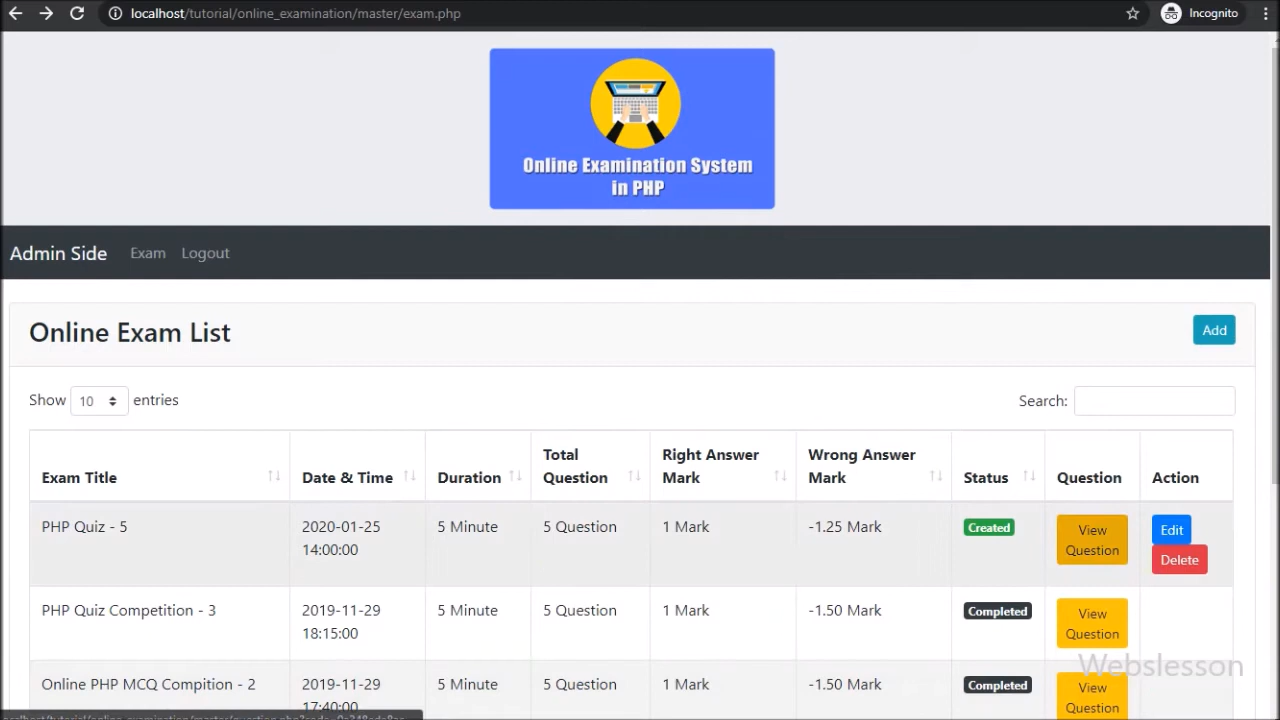 localhost/tutorial/online_examination/master/exam.php
Incognito
Online Examination System
in PHP
Admin Side Exam Logout
Online Exam List
Add
Show 10 entries
Search:
Exam Title Date & Time Duration Total Question Right Answer Mark Wrong Answer Mark Status Question Action
PHP Quiz - 5 2020-01-25 14:00:00 5 Minute 5 Question 1 Mark -1.25 Mark Created View Question Edit Delete
PHP Quiz Competition - 3 2019-11-29 18:15:00 5 Minute 5 Question 1 Mark -1.50 Mark Completed View Question
Online PHP MCQ Compition - 2 2019-11-29 17:40:00 5 Minute 5 Question 1 Mark -1.50 Mark Completed View Question
Webslesson